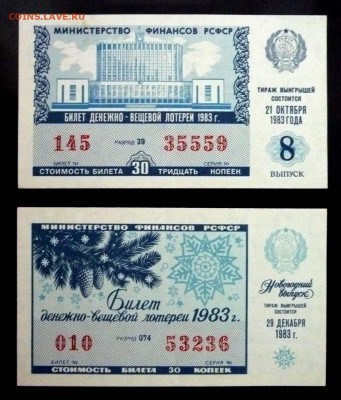 COINS.LAVE.RU
МИНИСТЕРСТВО ФИНАНСОВ РСФСР
БИЛЕТ ДЕНЕЖНО-ВЕЩЕВОЙ ЛОТЕРЕИ 1983 г.
145 РАЗРЯД 39 35559
БИЛЕТ № СЕРИЯ №
СТОИМОСТЬ БИЛЕТА 30 ТРИДЦАТЬ КОПЕЕК
ТИРАЖ ВЫИГРЫШЕЙ
СОСТОИТСЯ
21 ОКТЯБРЯ
1983 ГОДА
8
ВЫПУСК
МИНИСТЕРСТВО ФИНАНСОВ РСФСР
Билет
денежно-вещевой лотереи 1983 г.
010 РАЗРЯД 074 53236
БИЛЕТ № СЕРИЯ №
СТОИМОСТЬ БИЛЕТА 30 КОПЕЕК
Новогодний
выпуск
ТИРАЖ ВЫИГРЫШЕЙ
СОСТОИТСЯ
29 ДЕКАБРЯ
1983 г.